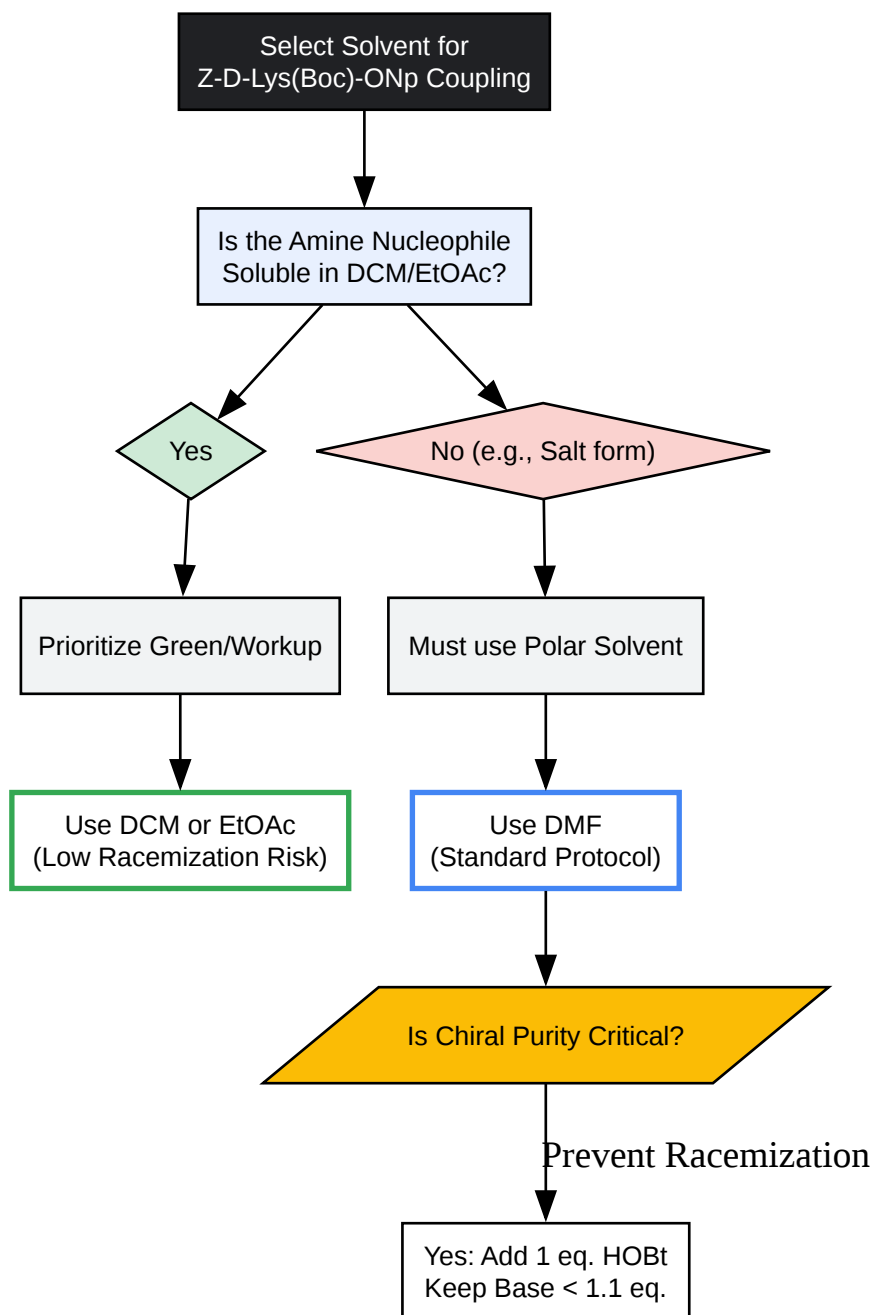 Select Solvent for
Z-D-Lys(Boc)-ONp Coupling
Is the Amine Nucleophile
Soluble in DCM/EtOAc?
Yes
No (e.g., Salt form)
Prioritize Green/Workup
Must use Polar Solvent
Use DCM or EtOAc
(Low Racemization Risk)
Use DMF
(Standard Protocol)
Is Chiral Purity Critical?
Prevent Racemization
Yes: Add 1 eq. HOBt
Keep Base < 1.1 eq.